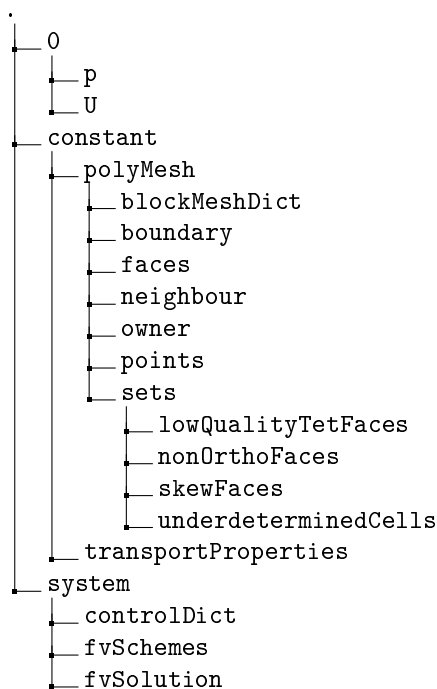 .
0
p
U
constant
polyMesh
blockMeshDict
boundary
faces
neighbour
owner
points
sets
lowQualityTetFaces
nonOrthoFaces
skewFaces
underdeterminedCells
transportProperties
system
controlDict
fvSchemes
fvSolution